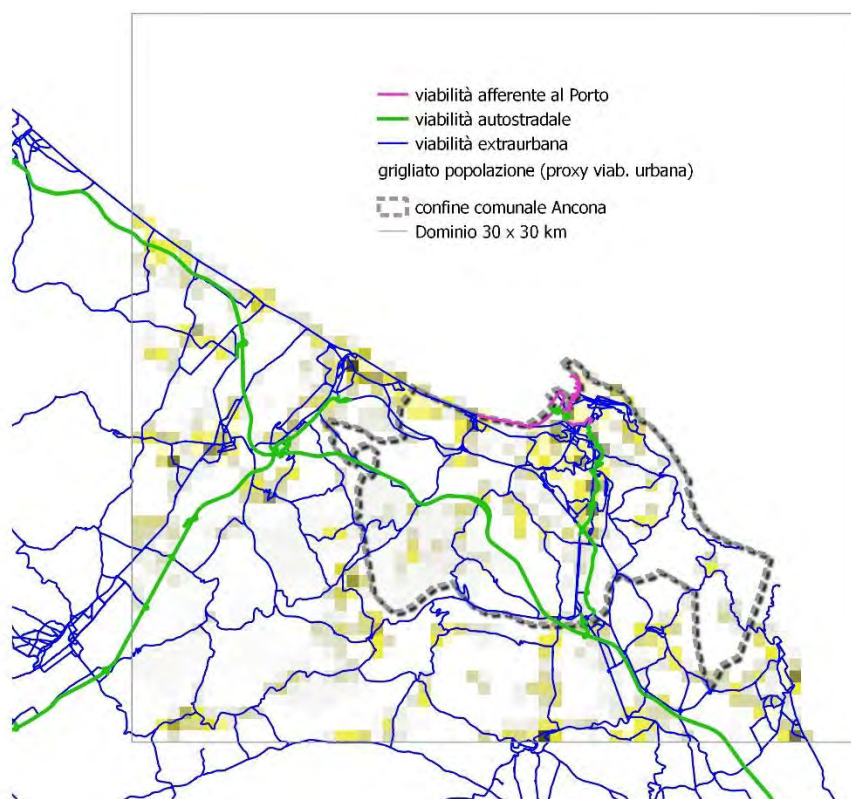 viabilità afferente al Porto
viabilità autostradale
viabilità extraurbana
grigliato popolazione (proxy viab. urbana)
confine comunale Ancona
Dominio 30 x 30 km